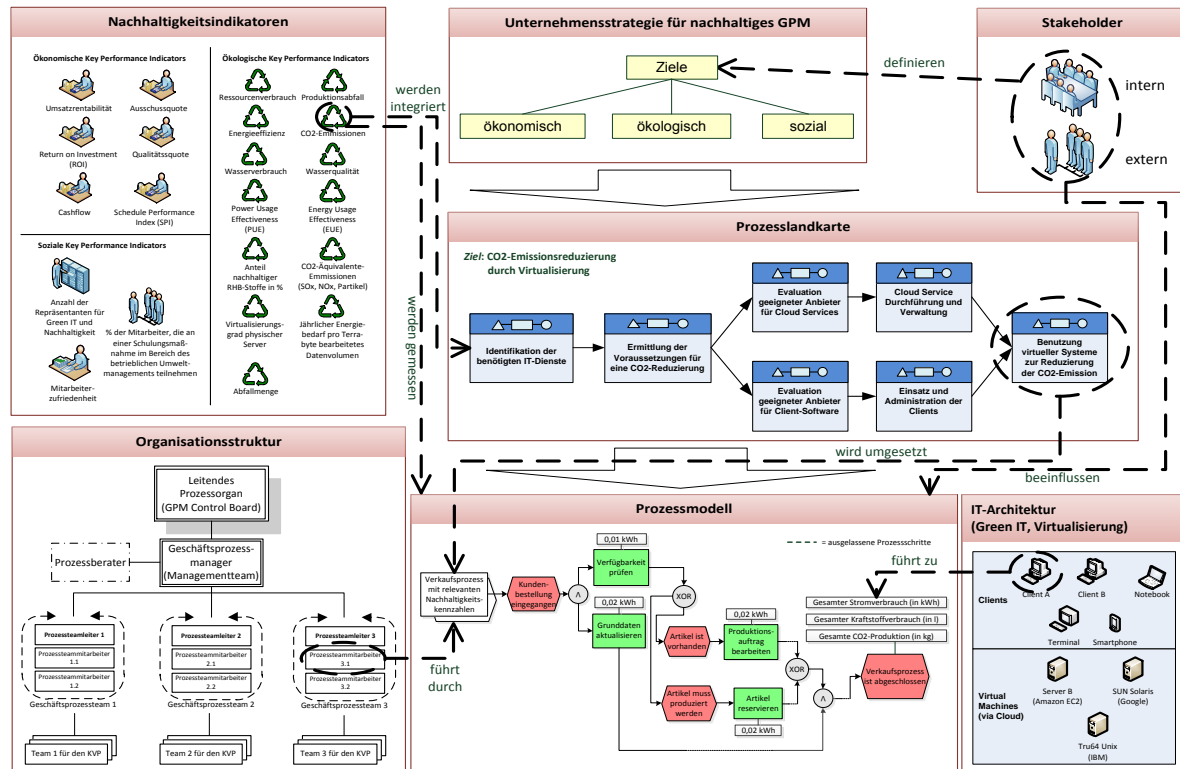 Nachhaltigkeitsindikatoren
Ökonomische Key Performance Indicators
Umsatzrentabilität
Ausschussquote
Return on Investment
(ROI)
Qualitätssquote
Cashflow
Schedule Performance
Index (SPI)
Soziale Key Performance Indicators
Anzahl der
Repräsentanten für
Green IT und
Nachhaltigkeit
% der Mitarbeiter, die an
einer Schulungsmaß-
nahme im Bereich des
betrieblichen Umwelt-
managements teilnehmen
Mitarbeiter-
zufriedenheit
Ökologische Key Performance Indicators
Ressourcenverbrauch
Produktionsabfall
Energieeffizienz
CO2-Emmissionen
Wasserverbrauch
Wasserqualität
Power Usage
Effectiveness
(PUE)
Energy Usage
Effectiveness
(EUE)
Anteil
nachhaltiger
RHB-Stoffe in %
CO2-Äquivalente-
Emmissionen
(SOx, NOx, Partikel)
Virtualisierungs-
grad physischer
Server
Jährlicher Energie-
bedarf pro Terra-
byte bearbeitetes
Datenvolumen
Abfallmenge
werden
integriert
werden gemessen
Unternehmensstrategie für nachhaltiges GPM
Ziele
ökonomisch
ökologisch
sozial
definieren
Stakeholder
intern
extern
Prozesslandkarte
Ziel: CO2-Emissionsreduzierung
durch Virtualisierung
Identifikation der
benötigten IT-Dienste
Ermittlung der
Voraussetzungen für
eine CO2-Reduzierung
Evaluation
geeigneter Anbieter
für Cloud Services
Cloud Service
Durchführung und
Verwaltung
Evaluation
geeigneter Anbieter
für Client-Software
Einsatz und
Administration der
Clients
Benutzung
virtueller Systeme
zur Reduzierung
der CO2-Emission
wird umgesetzt
beeinflussen
Organisationsstruktur
Leitendes
Prozessorgan
(GPM Control Board)
Prozessberater
Geschäftsprozess-
manager
(Managementteam)
Prozessteamleiter 1
Prozessteammitarbeiter
1.1
Prozessteammitarbeiter
1.2
Geschäftsprozessteam 1
Team 1 für den KVP
Prozessteamleiter 2
Prozessteammitarbeiter
2.1
Prozessteammitarbeiter
2.2
Geschäftsprozessteam 2
Team 2 für den KVP
Prozessteamleiter 3
Prozessteammitarbeiter
3.1
Prozessteammitarbeiter
3.2
Geschäftsprozessteam 3
Team 3 für den KVP
führt
durch
Prozessmodell
= ausgelassene Prozessschritte
Verkaufsprozess
mit relevanten
Nachhaltigkeits-
kennzahlen
Kunden-
bestellung
eingegangen
Λ
0,01 kWh
Verfügbarkeit
prüfen
0,02 kWh
Grunddaten
aktualisieren
XOR
Artikel ist
vorhanden
0,02 kWh
Produktions-
auftrag
bearbeiten
Artikel muss
produziert
werden
Artikel
reservieren
0,02 kWh
XOR
Λ
Gesamter Stromverbrauch (in kWh)
Gesamter Kraftstoffverbrauch (in l)
Gesamte CO2-Produktion (in kg)
Verkaufsprozess
ist abgeschlossen
führt zu
IT-Architektur
(Green IT, Virtualisierung)
Clients
Client A
Client B
Notebook
Terminal
Smartphone
Virtual
Machines
(via Cloud)
Server B
(Amazon EC2)
SUN Solaris
(Google)
Tru64 Unix
(IBM)